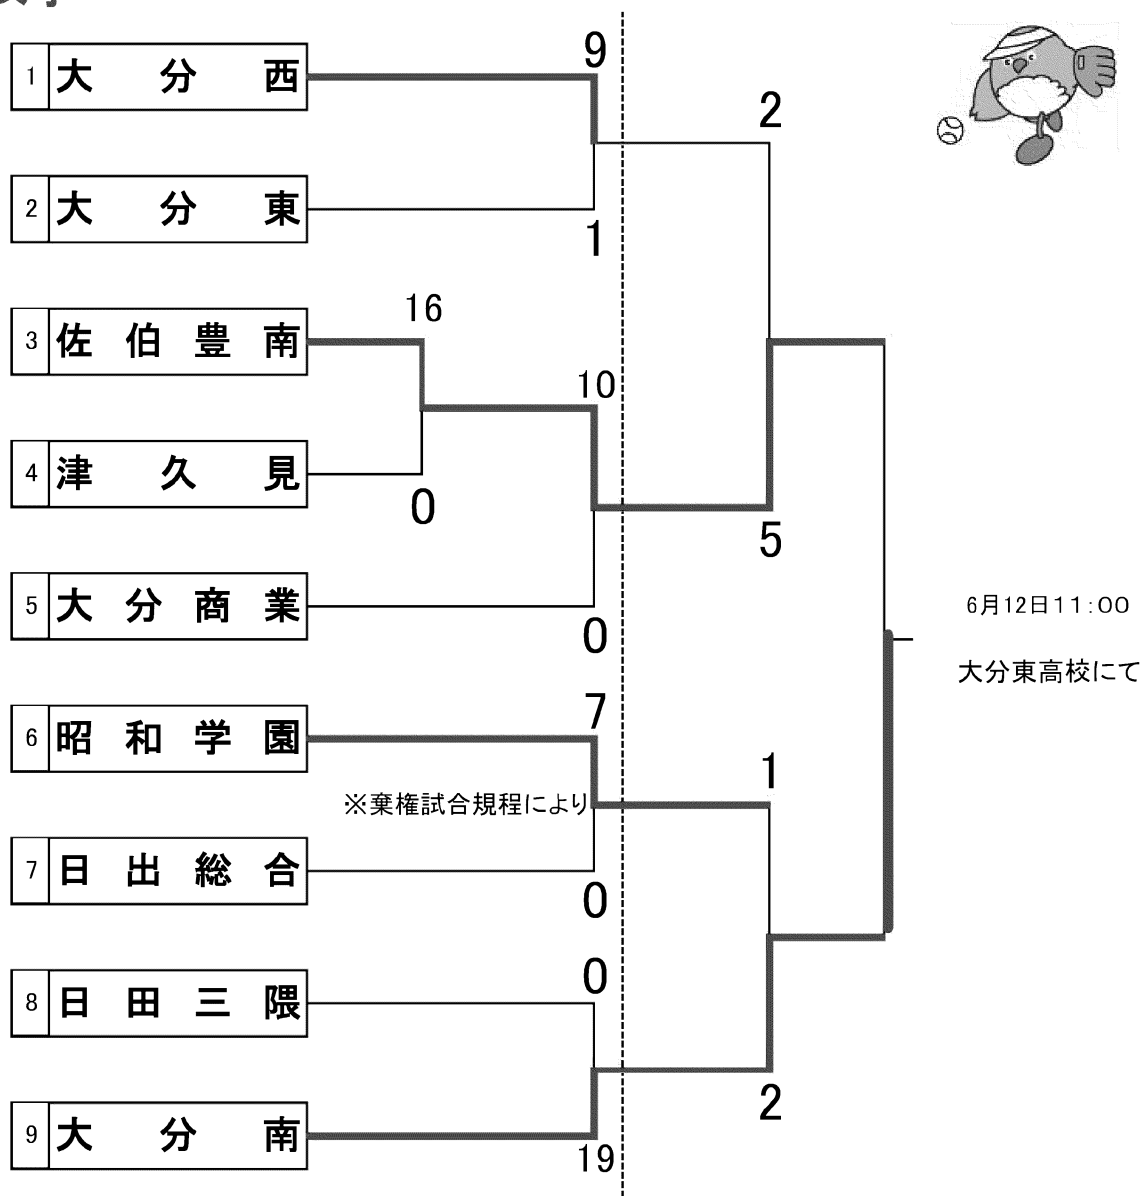 9
1 大分西
2
2 大分東
1
16
3 佐伯豊南
10
4 津久見
0
5
5 大分商業
6月12日11:00
0
大分東高校にて
7
6 昭和学園
1
※棄権試合規程により
7 日出総合
0
0
8 日田三隈
2
9 大分南
19